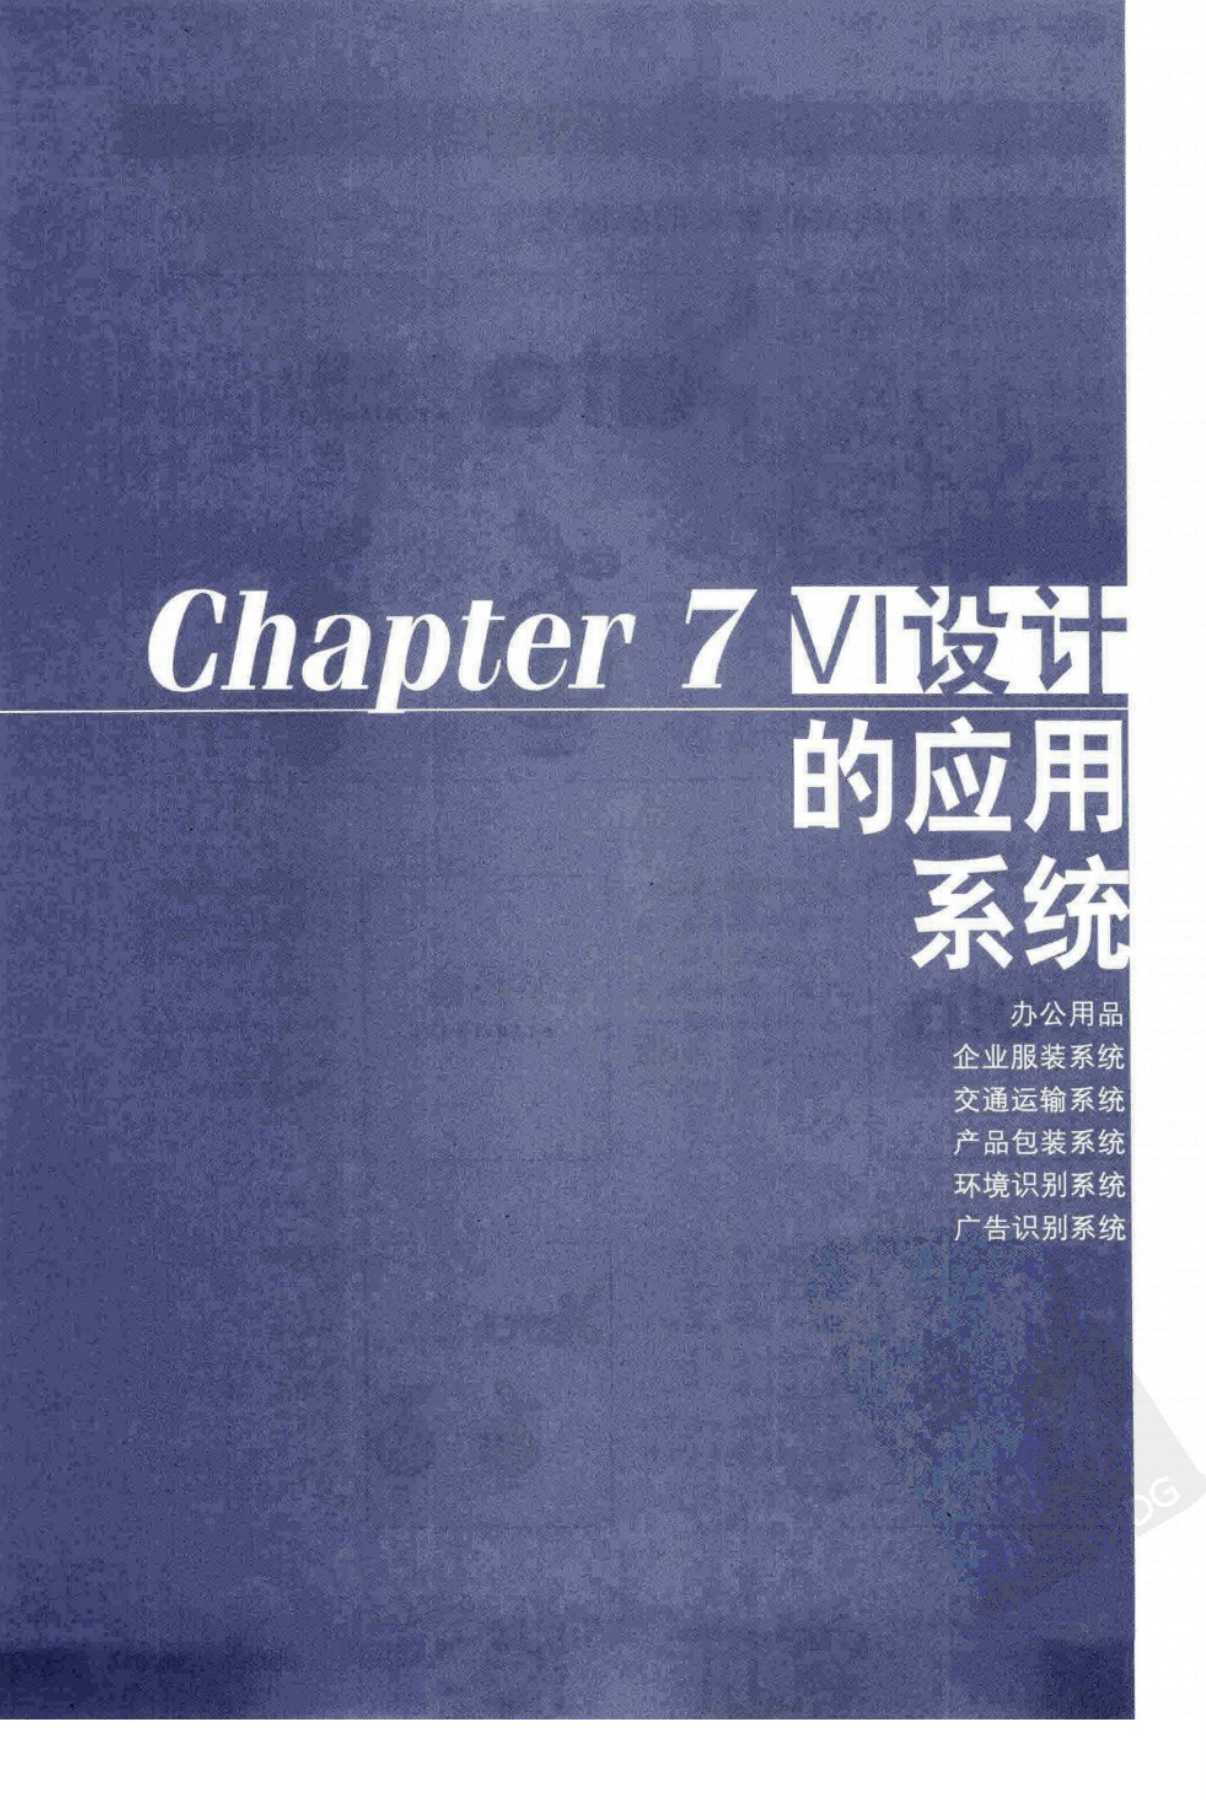 Chapter 7 VI设计
的应用
系统
办公用品
企业服装系统
交通运输系统
产品包装系统
环境识别系统
广告识别系统